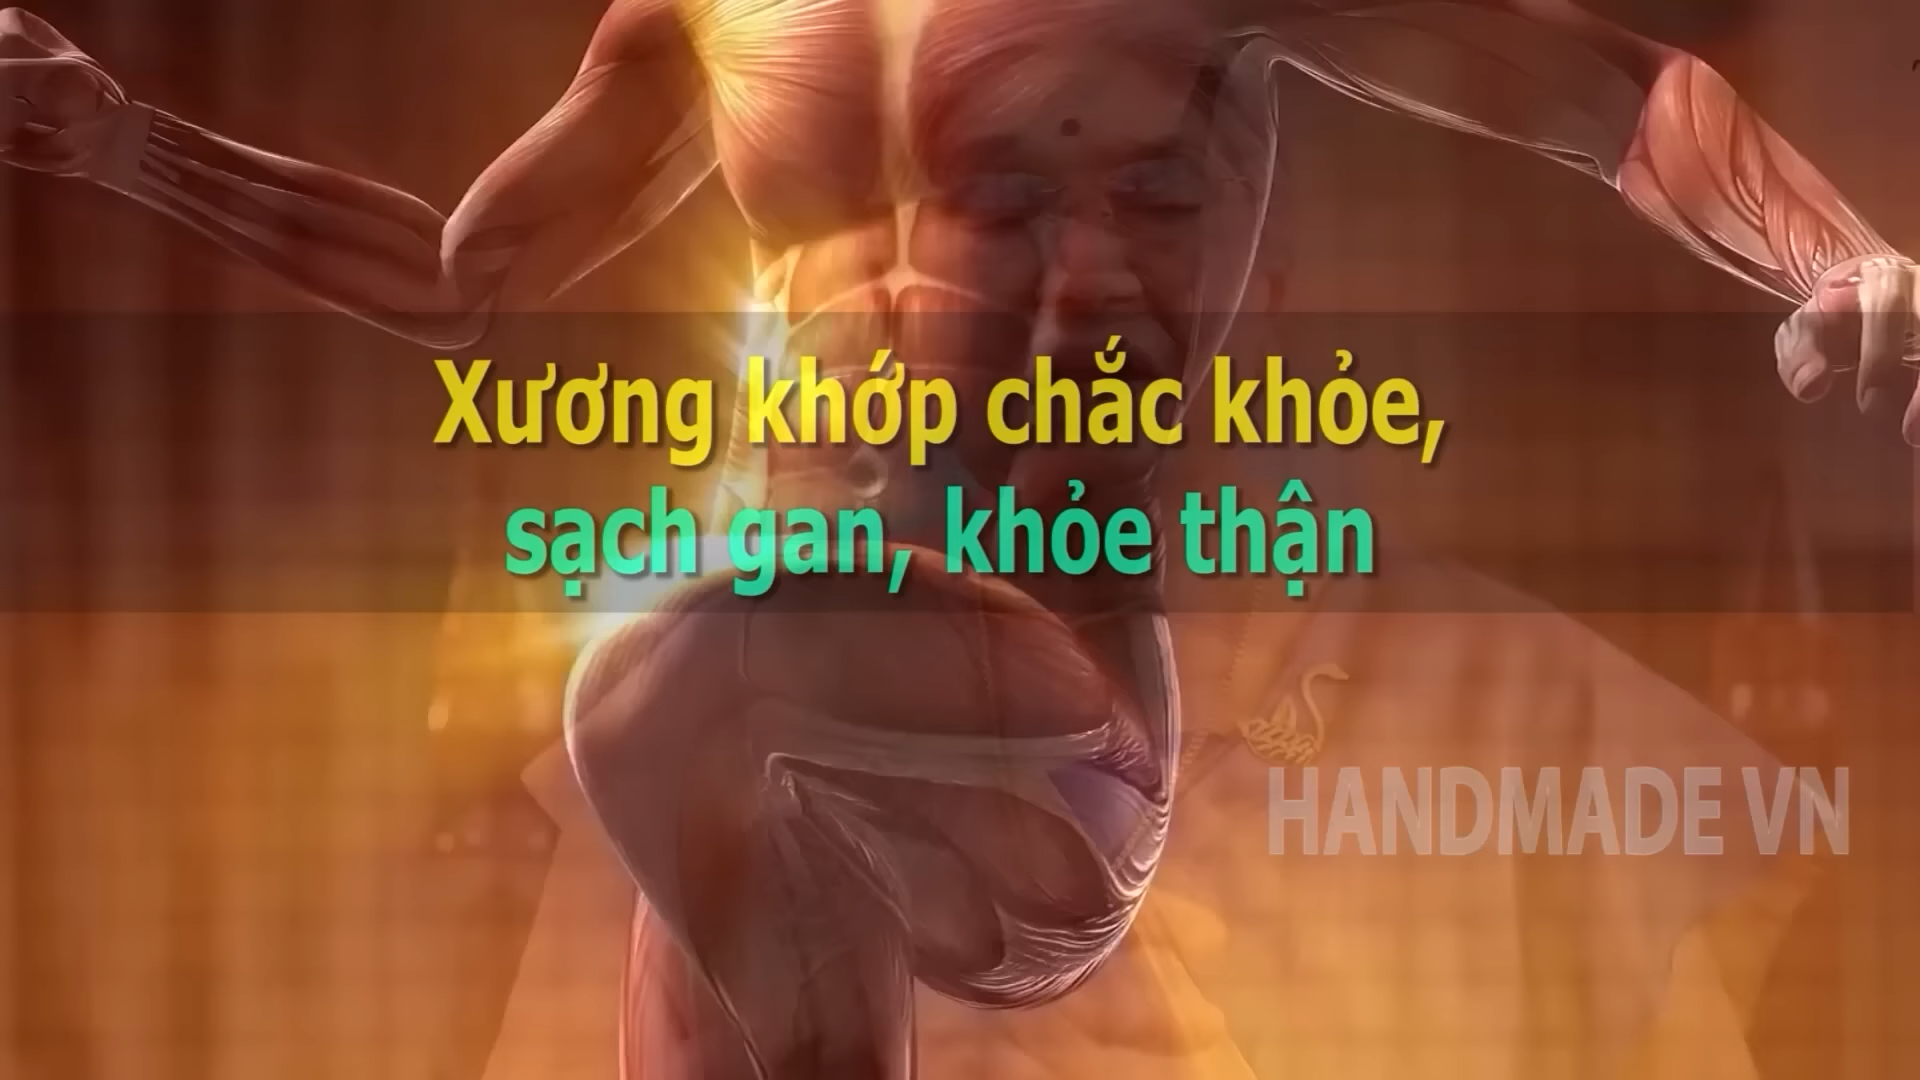 Xương khớp chắc khỏe,
sạch gan, khỏe thận
HANDMADE VN